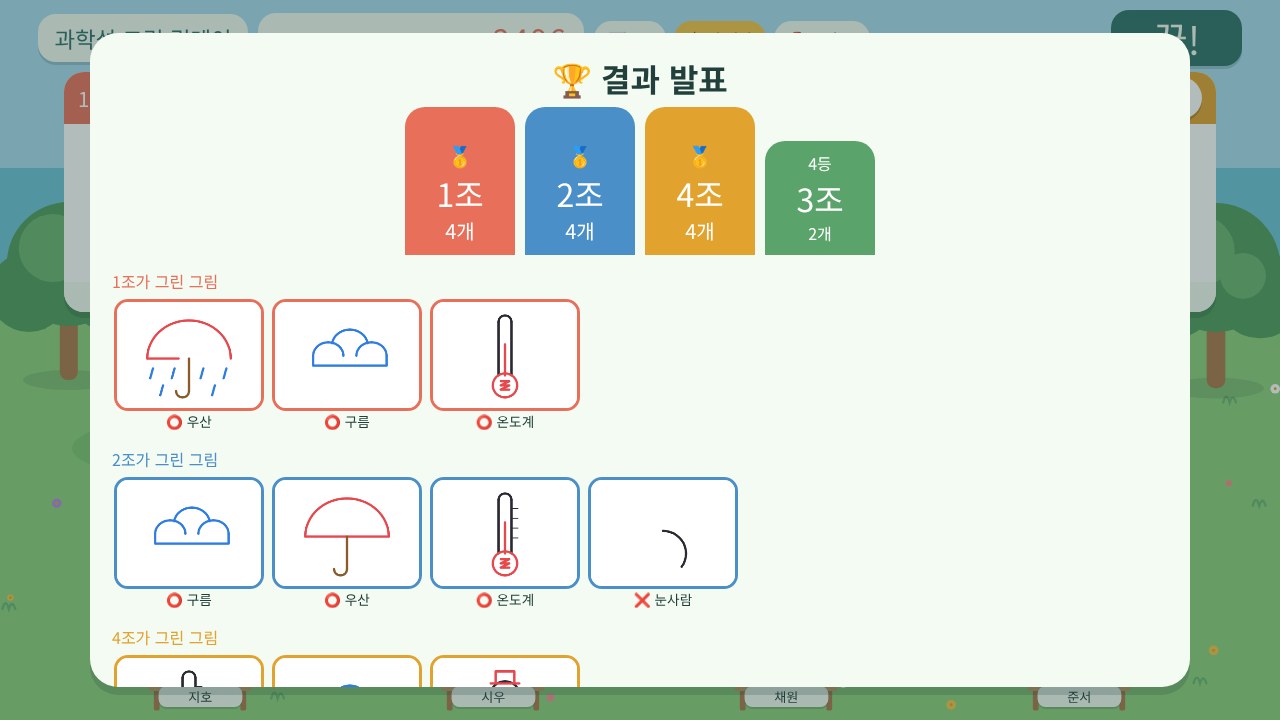 🏆 결과 발표
🥇
1조
4개
🥇
2조
4개
🥇
4조
4개
4등
3조
2개
1조가 그린 그림
⭕ 우산
⭕ 구름
⭕ 온도계
2조가 그린 그림
⭕ 구름
⭕ 우산
⭕ 온도계
❌ 눈사람
4조가 그린 그림
지호
시우
채원
준서